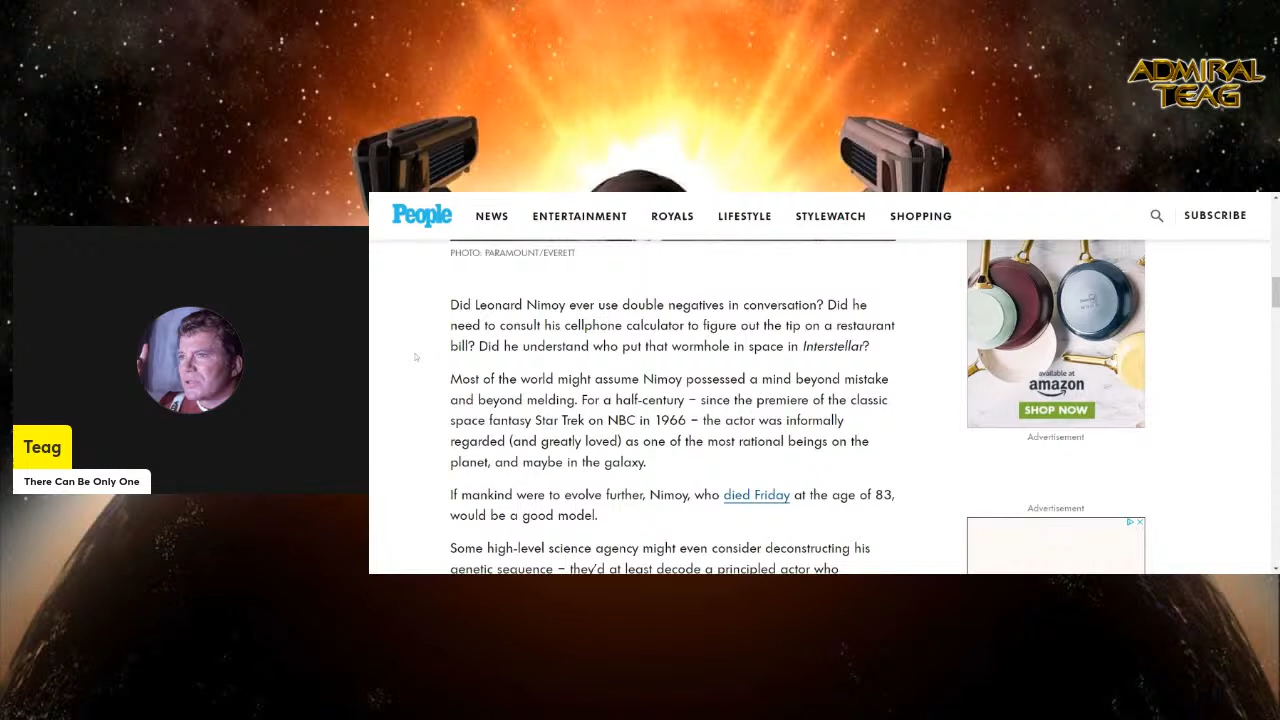 ADMIRAL
TEAG
People NEWS ENTERTAINMENT ROYALS LIFESTYLE STYLEWATCH SHOPPING SUBSCRIBE
PHOTO: PARAMOUNT/EVERETT
Did Leonard Nimoy ever use double negatives in conversation? Did he
need to consult his cellphone calculator to figure out the tip on a restaurant
bill? Did he understand who put that wormhole in space in Interstellar?
Most of the world might assume Nimoy possessed a mind beyond mistake
and beyond melding. For a half-century – since the premiere of the classic
space fantasy Star Trek on NBC in 1966 – the actor was informally
regarded (and greatly loved) as one of the most rational beings on the
planet, and maybe in the galaxy.
If mankind were to evolve further, Nimoy, who died Friday at the age of 83,
would be a good model.
Some high-level science agency might even consider deconstructing his
genetic sequence – they'd at least decode a principled actor who
available at
amazon
SHOP NOW
Advertisement
Advertisement
Teag
There Can Be Only One